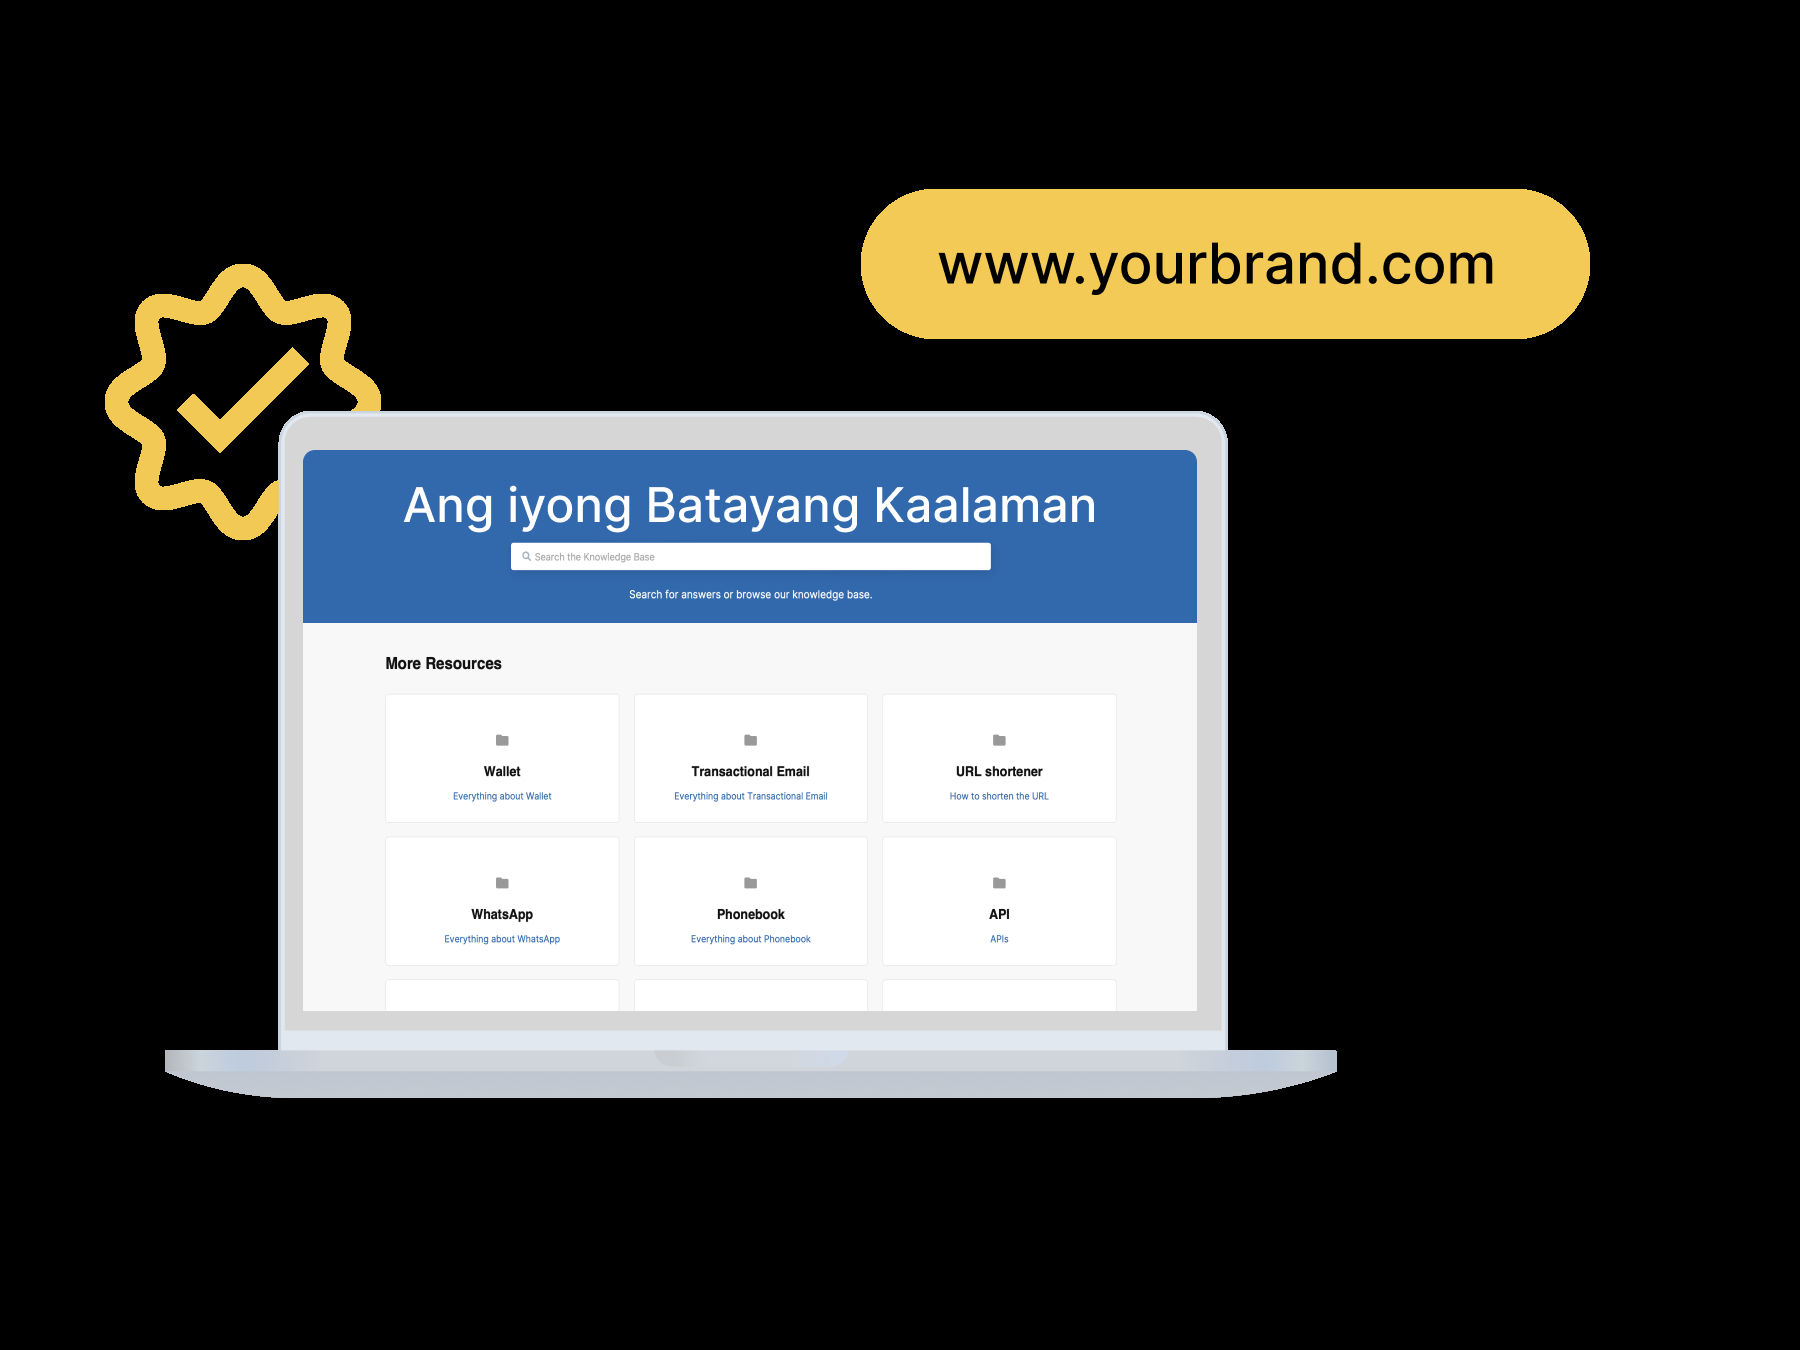 www.yourbrand.com
Ang iyong Batayang Kaalaman
Search the Knowledge Base
Search for answers or browse our knowledge base.
More Resources
Wallet
Everything about Wallet
Transactional Email
Everything about Transactional Email
URL shortener
How to shorten the URL
WhatsApp
Everything about WhatsApp
Phonebook
Everything about Phonebook
API
APIs